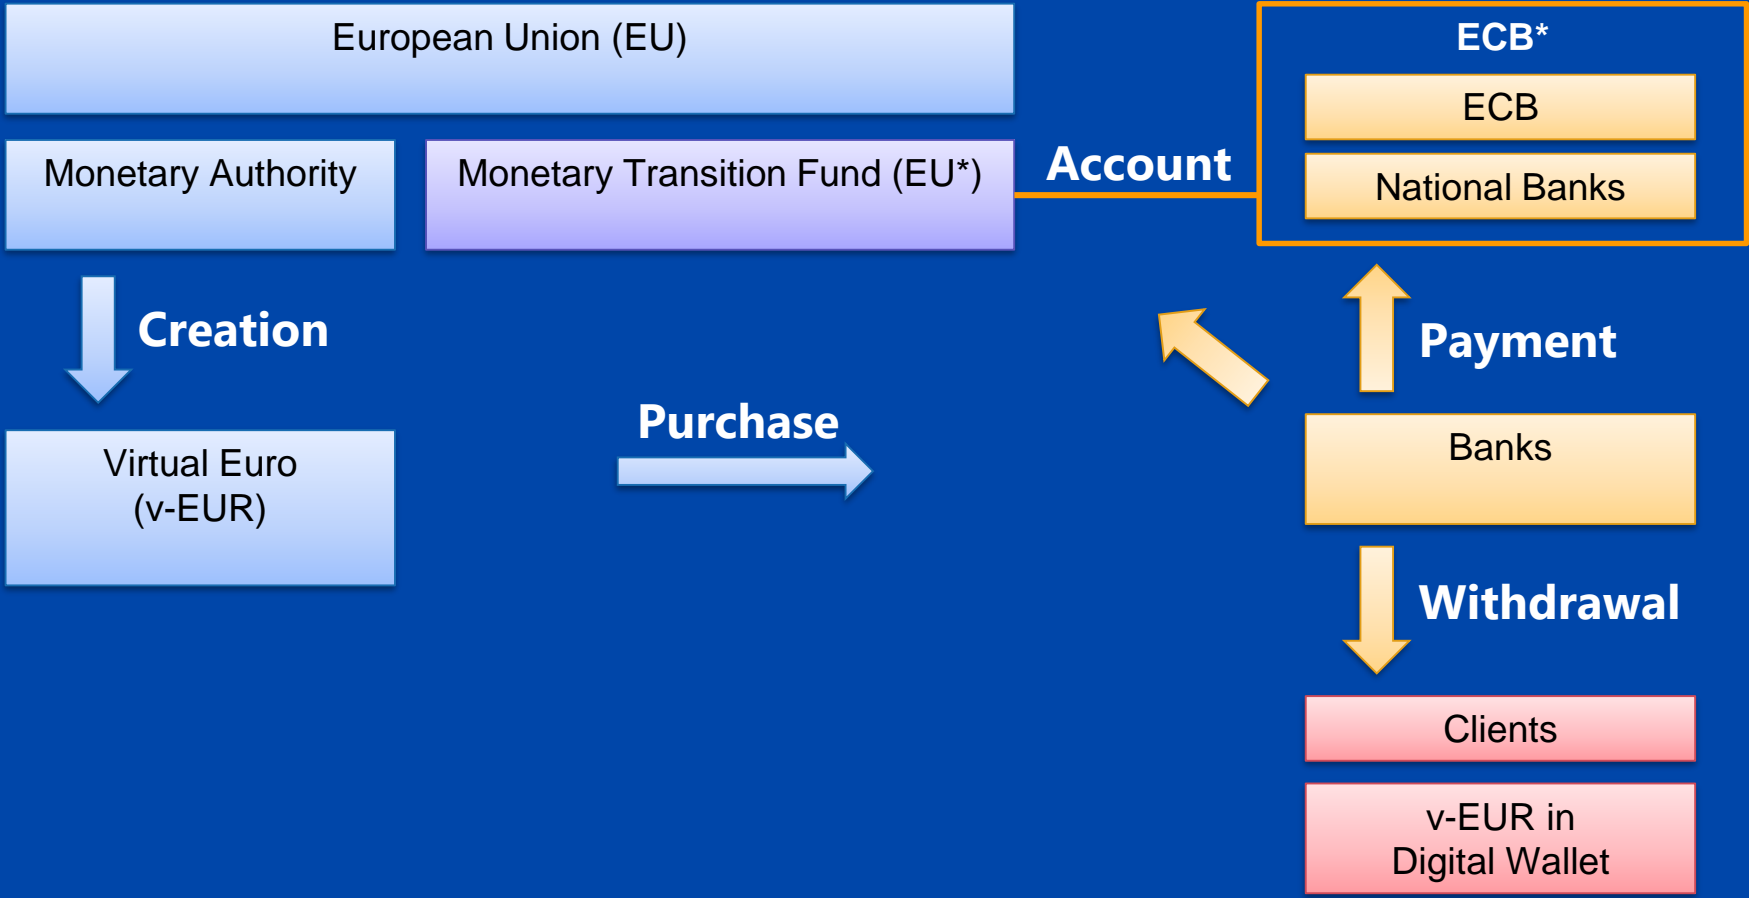 European Union (EU)
ECB*
ECB
Monetary Authority
Monetary Transition Fund (EU*)
Account
National Banks
Creation
Payment
Purchase
Virtual Euro
(v-EUR)
Banks
Withdrawal
Clients
v-EUR in
Digital Wallet